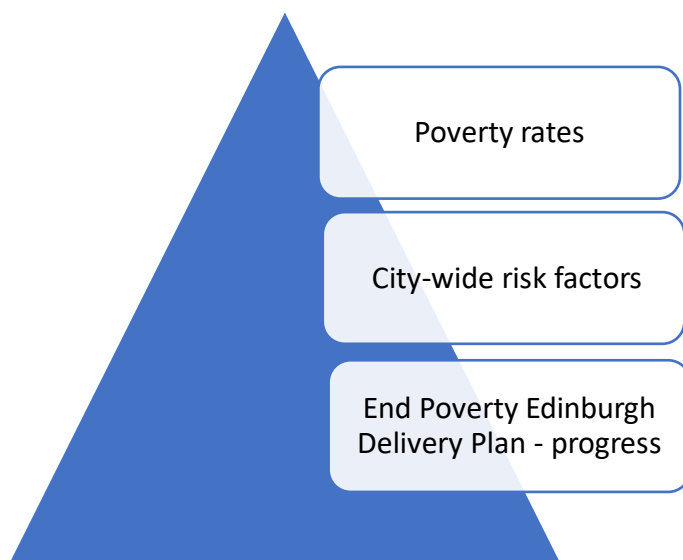 Poverty rates
City-wide risk factors
End Poverty Edinburgh
Delivery Plan - progress